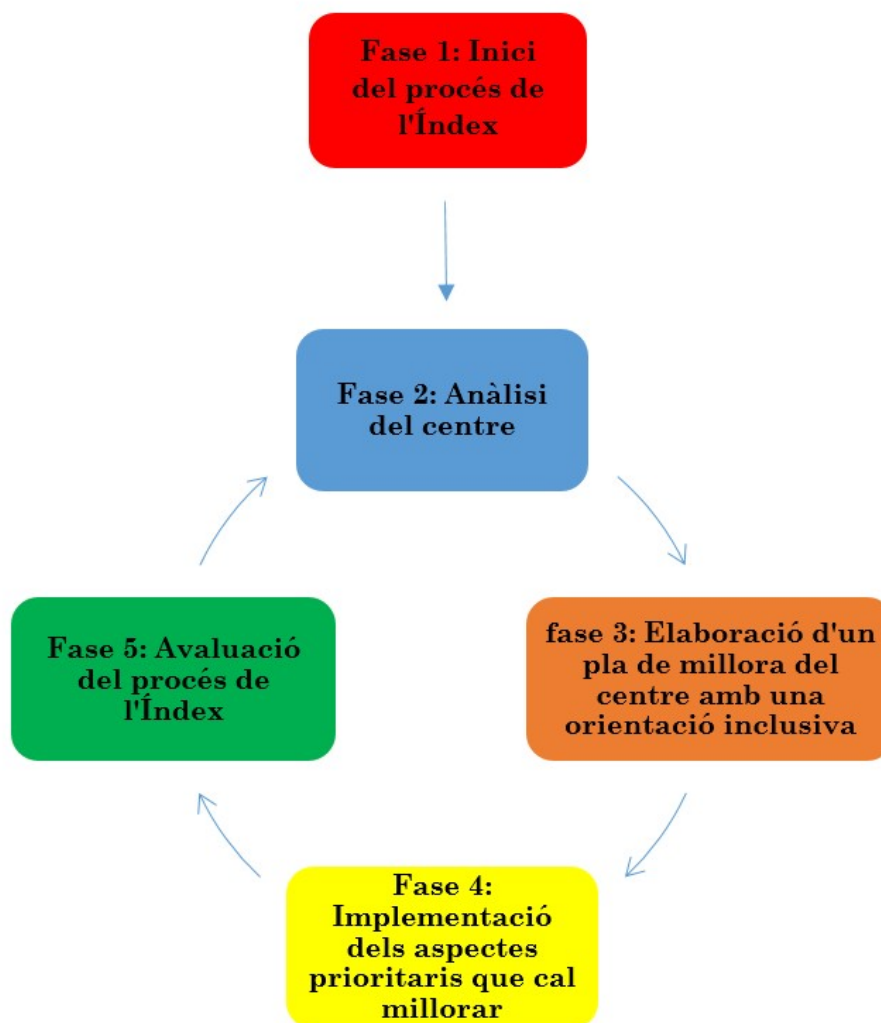 Fase 1: Inici
del procés de
l'Índex
Fase 2: Anàlisi
del centre
fase 3: Elaboració d'un
pla de millora del
centre amb una
orientació inclusiva
Fase 4:
Implementació
dels aspectes
prioritaris que cal
millorar
Fase 5: Avaluació
del procés de
l'Índex